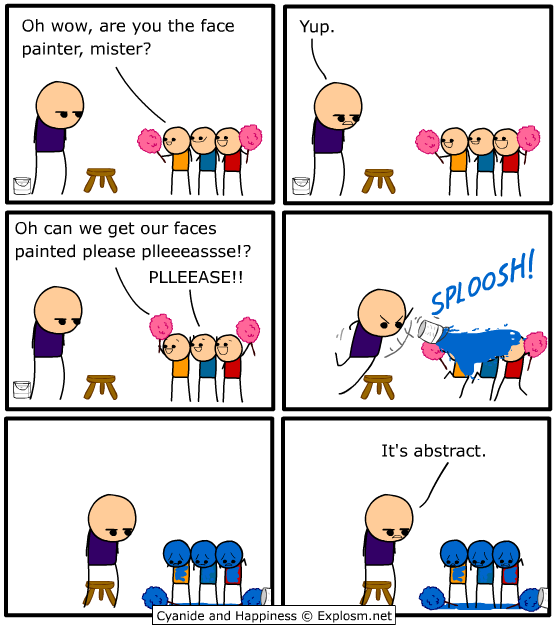 Oh wow, are you the face
painter, mister?
Yup.
Oh can we get our faces
painted please plleeeassse!?
PLLEEASE!!
SPLOOSH!
It's abstract.
Cyanide and Happiness © Explosm.net